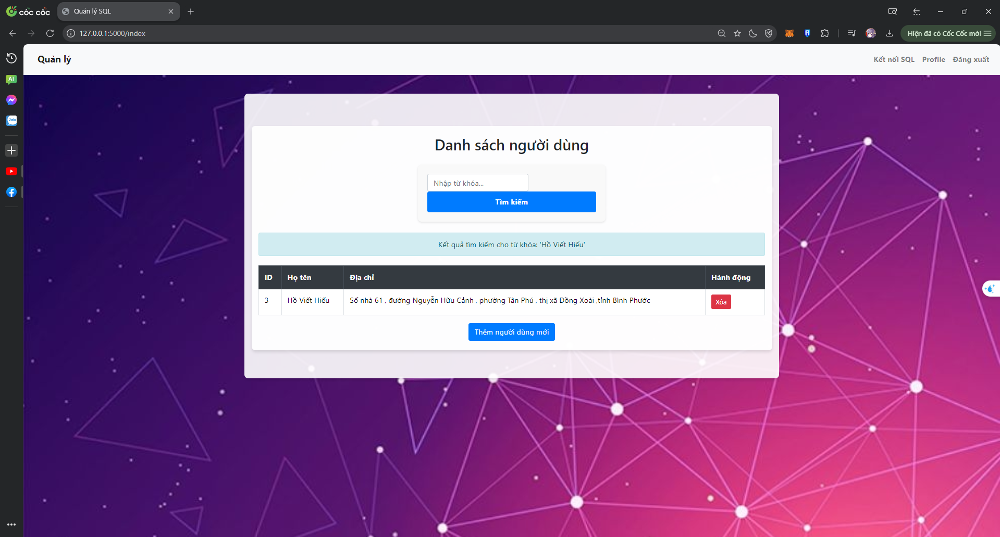 cốc cốc
Quản lý SQL
127.0.0.1:5000/index
Hiện đã có Cốc Cốc mới
AI
Zalo
Quản lý
Kết nối SQL Profile Đăng xuất
Danh sách người dùng
Nhập từ khóa...
Tìm kiếm
Kết quả tìm kiếm cho từ khóa: 'Hồ Viết Hiếu'
ID Họ tên Địa chỉ Hành động
3 Hồ Viết Hiếu Số nhà 61 , đường Nguyễn Hữu Cảnh , phường Tân Phú , thị xã Đồng Xoài ,tỉnh Bình Phước Xóa
Thêm người dùng mới